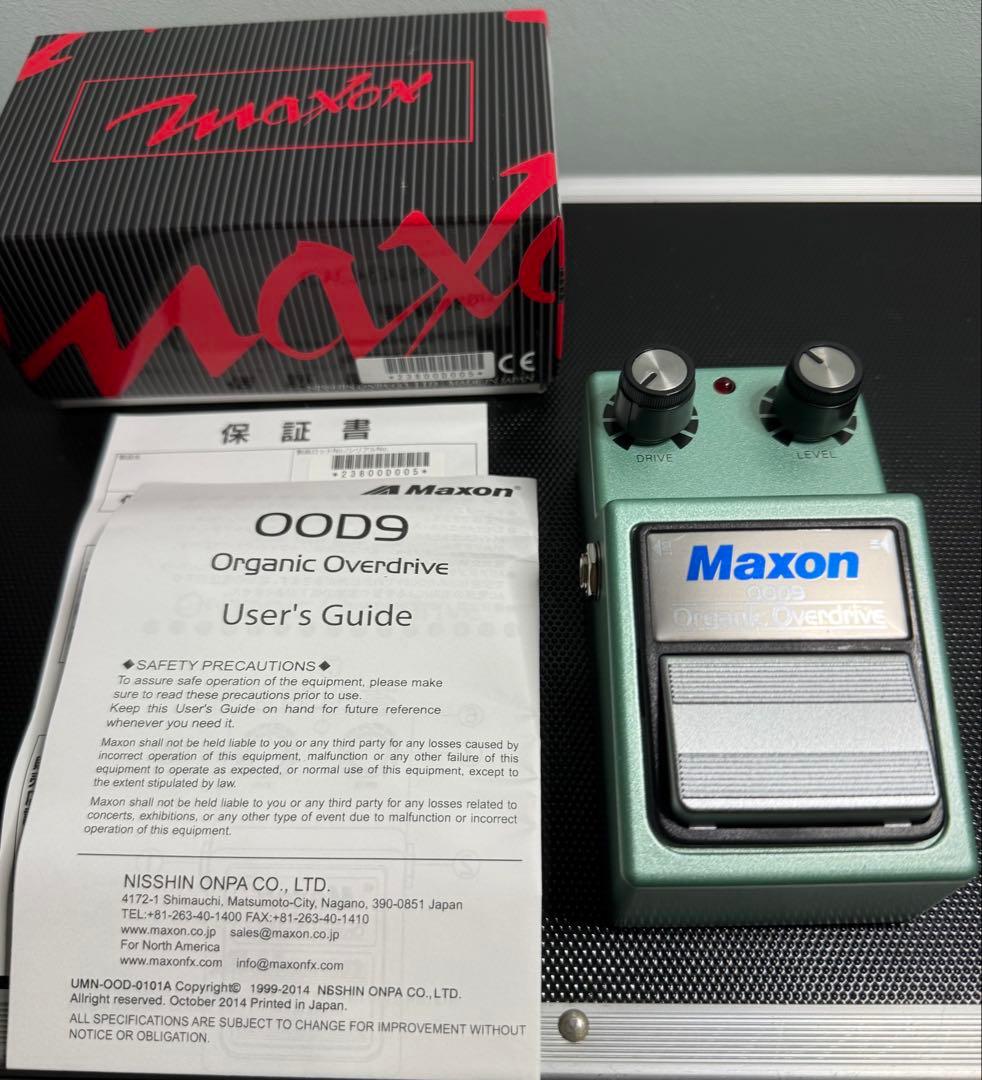 maxon
maxon
*2380OD005*
CE
NISSHIN ONPA CO., LTD. MADE IN JAPAN
保証書
*2380OD005*
Maxon®
OOD9
Organic Overdrive
User's Guide
◆SAFETY PRECAUTIONS◆
To assure safe operation of the equipment, please make
sure to read these precautions prior to use.
Keep this User's Guide on hand for future reference
whenever you need it.
Maxon shall not be held liable to you or any third party for any losses caused by
incorrect operation of this equipment, malfunction or any other failure of this
equipment to operate as expected, or normal use of this equipment, except to
the extent stipulated by law.
Maxon shall not be held liable to you or any third party for any losses related to
concerts, exhibitions, or any other type of event due to malfunction or incorrect
operation of this equipment.
NISSHIN ONPA CO., LTD.
4172-1 Shimauchi, Matsumoto-City, Nagano, 390-0851 Japan
TEL:+81-263-40-1400 FAX:+81-263-40-1410
www.maxon.co.jp sales@maxon.co.jp
For North America
www.maxonfx.com info@maxonfx.com
UMN-OOD-0101A Copyright© 1999-2014 NISSHIN ONPA CO., LTD.
Allright reserved. October 2014 Printed in Japan.
ALL SPECIFICATIONS ARE SUBJECT TO CHANGE FOR IMPROVEMENT WITHOUT
NOTICE OR OBLIGATION.
DRIVE
LEVEL
Maxon
OOD9
Organic Overdrive